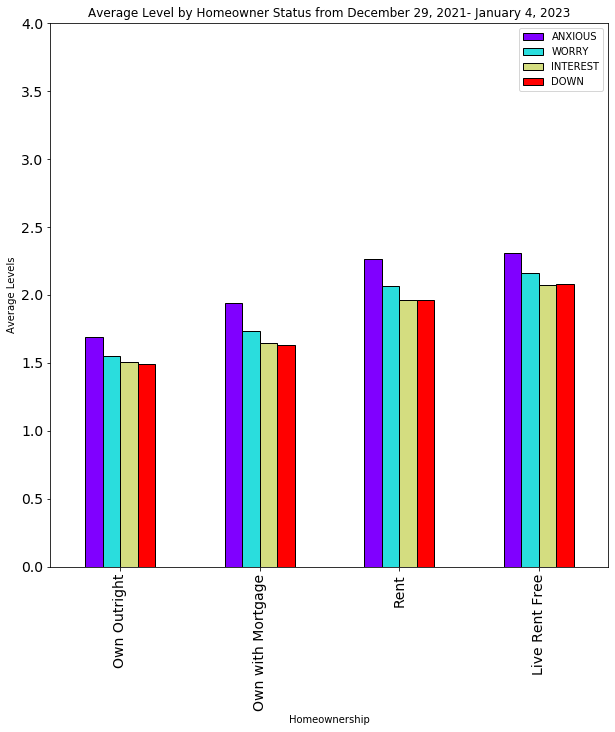 Average Level by Homeowner Status from December 29, 2021- January 4, 2023
4.0
3.5
3.0
2.5
2.0
1.5
1.0
0.5
0.0
Average Levels
ANXIOUS
WORRY
INTEREST
DOWN
Own Outright
Own with Mortgage
Rent
Live Rent Free
Homeownership